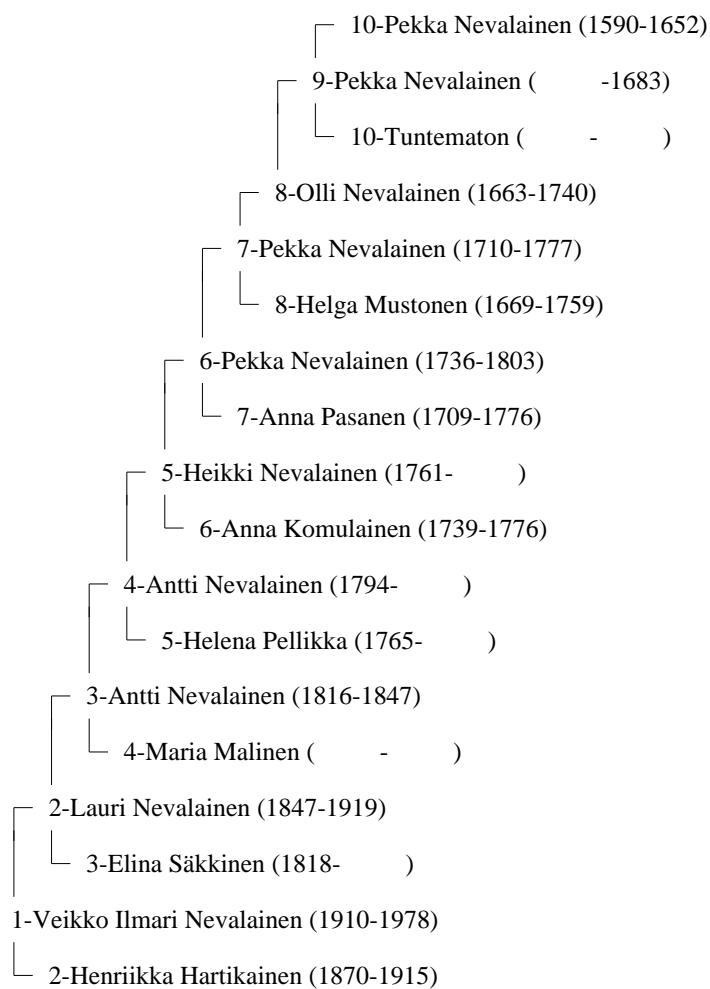 10-Pekka Nevalainen (1590-1652)
9-Pekka Nevalainen ( -1683)
10-Tuntematon ( - )
8-Olli Nevalainen (1663-1740)
7-Pekka Nevalainen (1710-1777)
8-Helga Mustonen (1669-1759)
6-Pekka Nevalainen (1736-1803)
7-Anna Pasanen (1709-1776)
5-Heikki Nevalainen (1761- )
6-Anna Komulainen (1739-1776)
4-Antti Nevalainen (1794- )
5-Helena Pellikka (1765- )
3-Antti Nevalainen (1816-1847)
4-Maria Malinen ( - )
2-Lauri Nevalainen (1847-1919)
3-Elina Säkkinen (1818- )
1-Veikko Ilmari Nevalainen (1910-1978)
2-Henriikka Hartikainen (1870-1915)